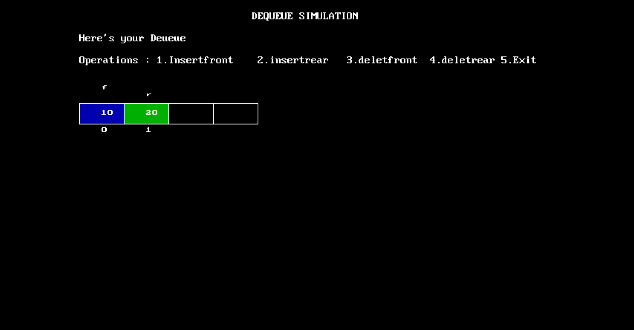 DEQUEUE SIMULATION
Here's your Deueue
Operations : 1.Insertfront 2.insertrear 3.deletfront 4.deletrear 5.Exit
f
r
10 20
0 1